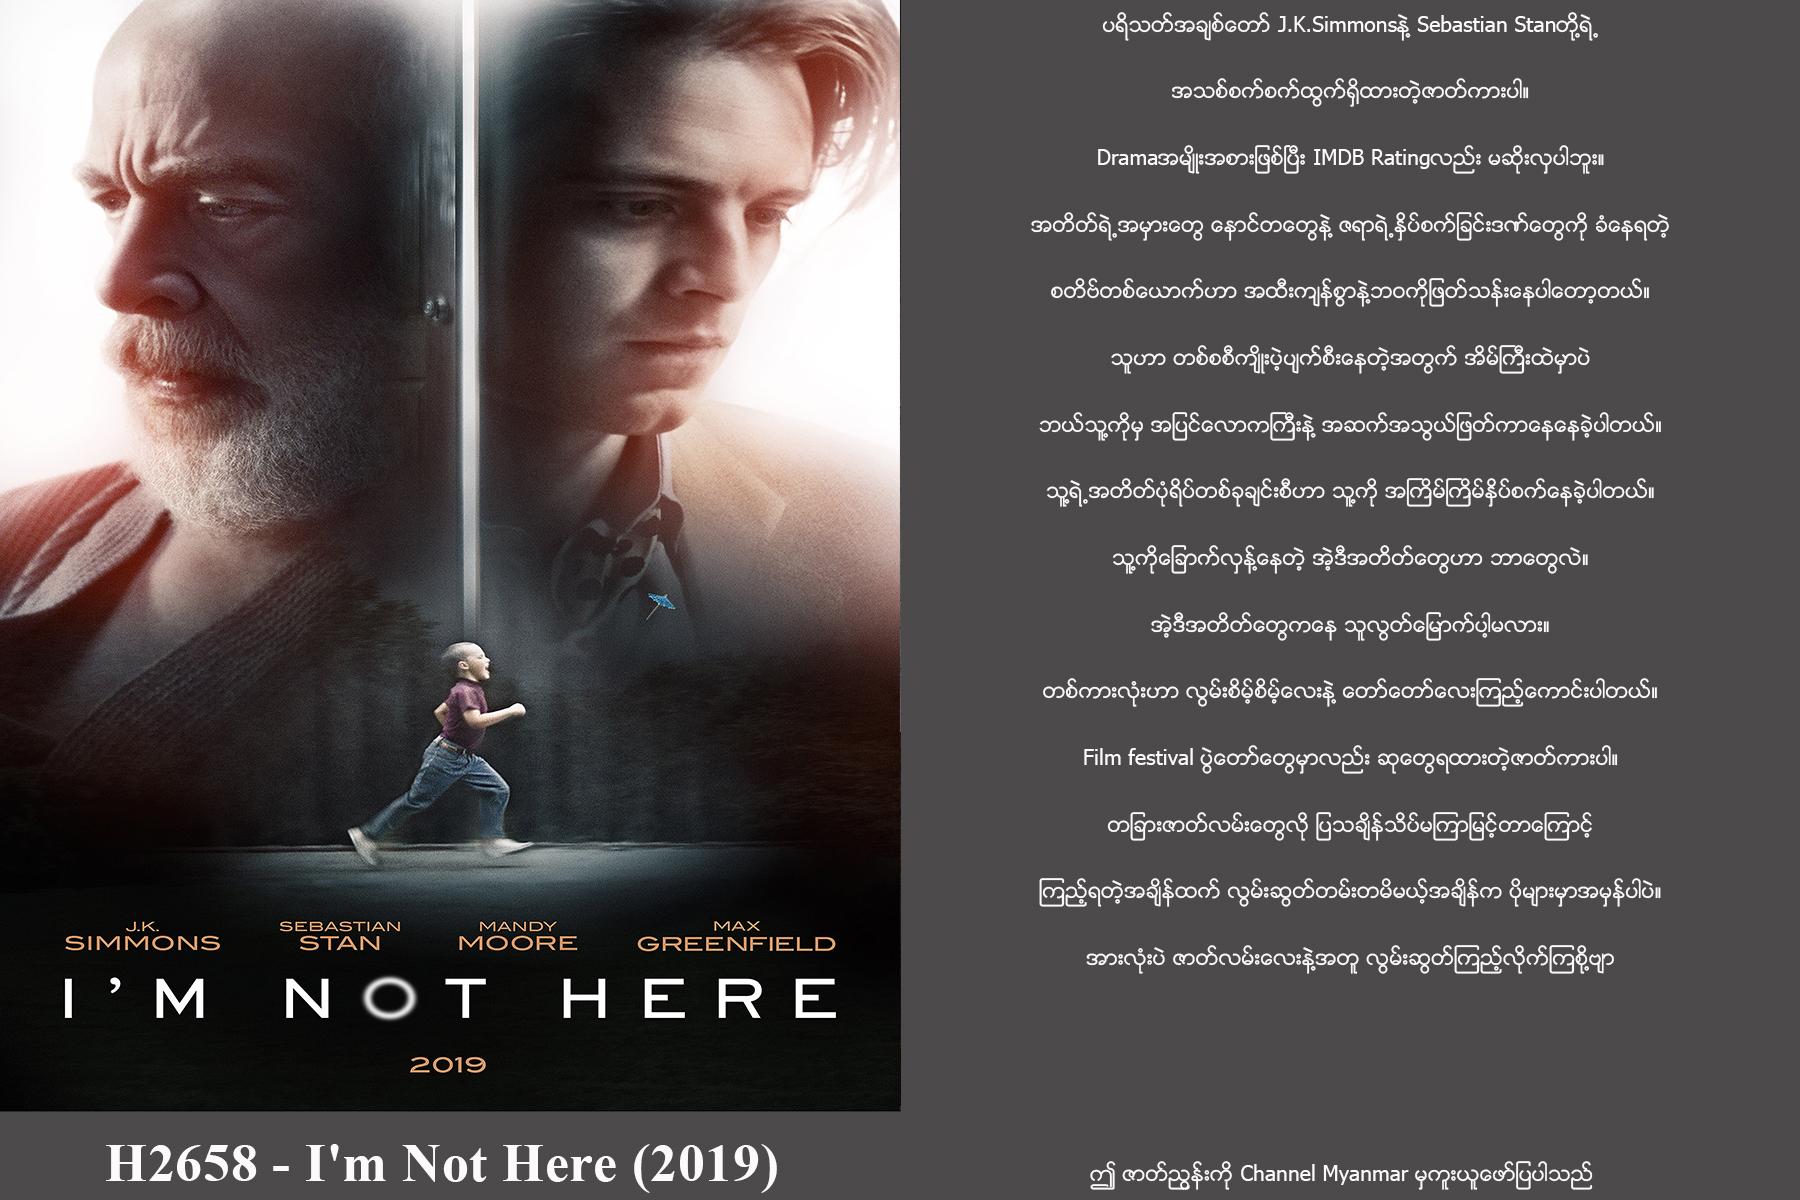 J.K. SIMMONS
SEBASTIAN STAN
MANDY MOORE
MAX GREENFIELD
I'M NOT HERE
2019
H2658 - I'm Not Here (2019)
ပရိသတ်အချစ်တော် J.K.Simmonsနဲ့ Sebastian Stanတို့ရဲ့
အသစ်စက်စက်ထွက်ရှိထားတဲ့ဇာတ်ကားပါ။
Dramaအမျိုးအစားဖြစ်ပြီး IMDB Ratingလည်း မဆိုးလှပါဘူး။
အတိတ်ရဲ့အမှားတွေ နောင်တတွေနဲ့ ဇရာရဲ့နှိပ်စက်ခြင်းဒဏ်တွေကို ခံနေရတဲ့
စတိဗ်တစ်ယောက်ဟာ အထီးကျန်စွာနဲ့ဘဝကိုဖြတ်သန်းနေပါတော့တယ်။
သူဟာ တစ်စစီကျိုးပဲ့ပျက်စီးနေတဲ့အတွက် အိမ်ကြီးထဲမှာပဲ
ဘယ်သူ့ကိုမှ အပြင်လောကကြီးနဲ့ အဆက်အသွယ်ဖြတ်ကာနေနေခဲ့ပါတယ်။
သူ့ရဲ့အတိတ်ပုံရိပ်တစ်ခုချင်းစီဟာ သူ့ကို အကြိမ်ကြိမ်နှိပ်စက်နေခဲ့ပါတယ်။
သူ့ကိုခြောက်လှန့်နေတဲ့ အဲ့ဒီအတိတ်တွေဟာ ဘာတွေလဲ။
အဲ့ဒီအတိတ်တွေကနေ သူလွတ်မြောက်ပါ့မလား။
တစ်ကားလုံးဟာ လွမ်းစိမ့်စိမ့်လေးနဲ့ တော်တော်လေးကြည့်ကောင်းပါတယ်။
Film festival ပွဲတော်တွေမှာလည်း ဆုတွေရထားတဲ့ဇာတ်ကားပါ။
တခြားဇာတ်လမ်းတွေလို ပြသချိန်သိပ်မကြာမြင့်တာကြောင့်
ကြည့်ရတဲ့အချိန်ထက် လွမ်းဆွတ်တမ်းတမိမယ့်အချိန်က ပိုများမှာအမှန်ပါပဲ။
အားလုံးပဲ ဇာတ်လမ်းလေးနဲ့အတူ လွမ်းဆွတ်ကြည့်လိုက်ကြစို့ဗျာ
ဤ ဇာတ်ညွှန်းကို Channel Myanmar မှကူးယူဖော်ပြပါသည်